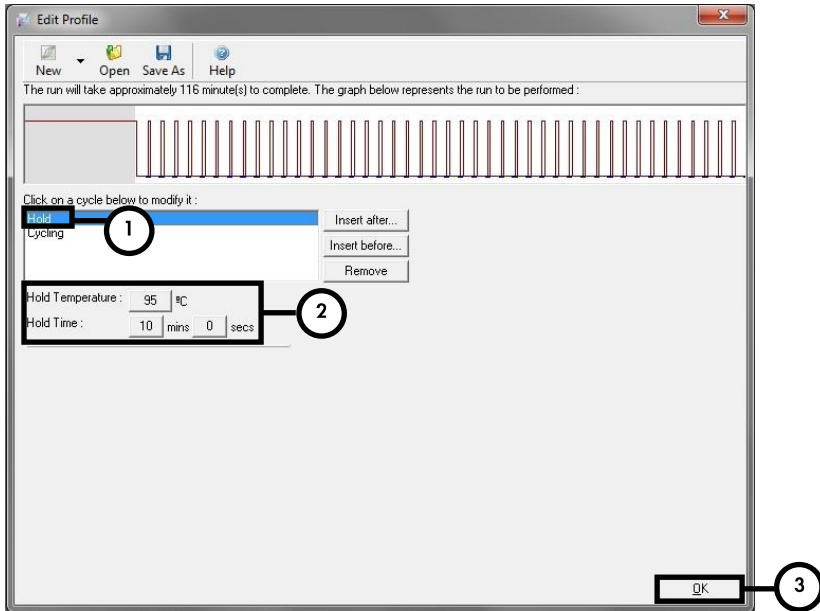 Edit Profile
New Open Save As Help
The run will take approximately 116 minute(s) to complete. The graph below represents the run to be performed :
Click on a cycle below to modify it :
Hold
Cycling
1
Insert after...
Insert before...
Remove
Hold Temperature : 95 ºC
Hold Time : 10 mins 0 secs
2
OK
3